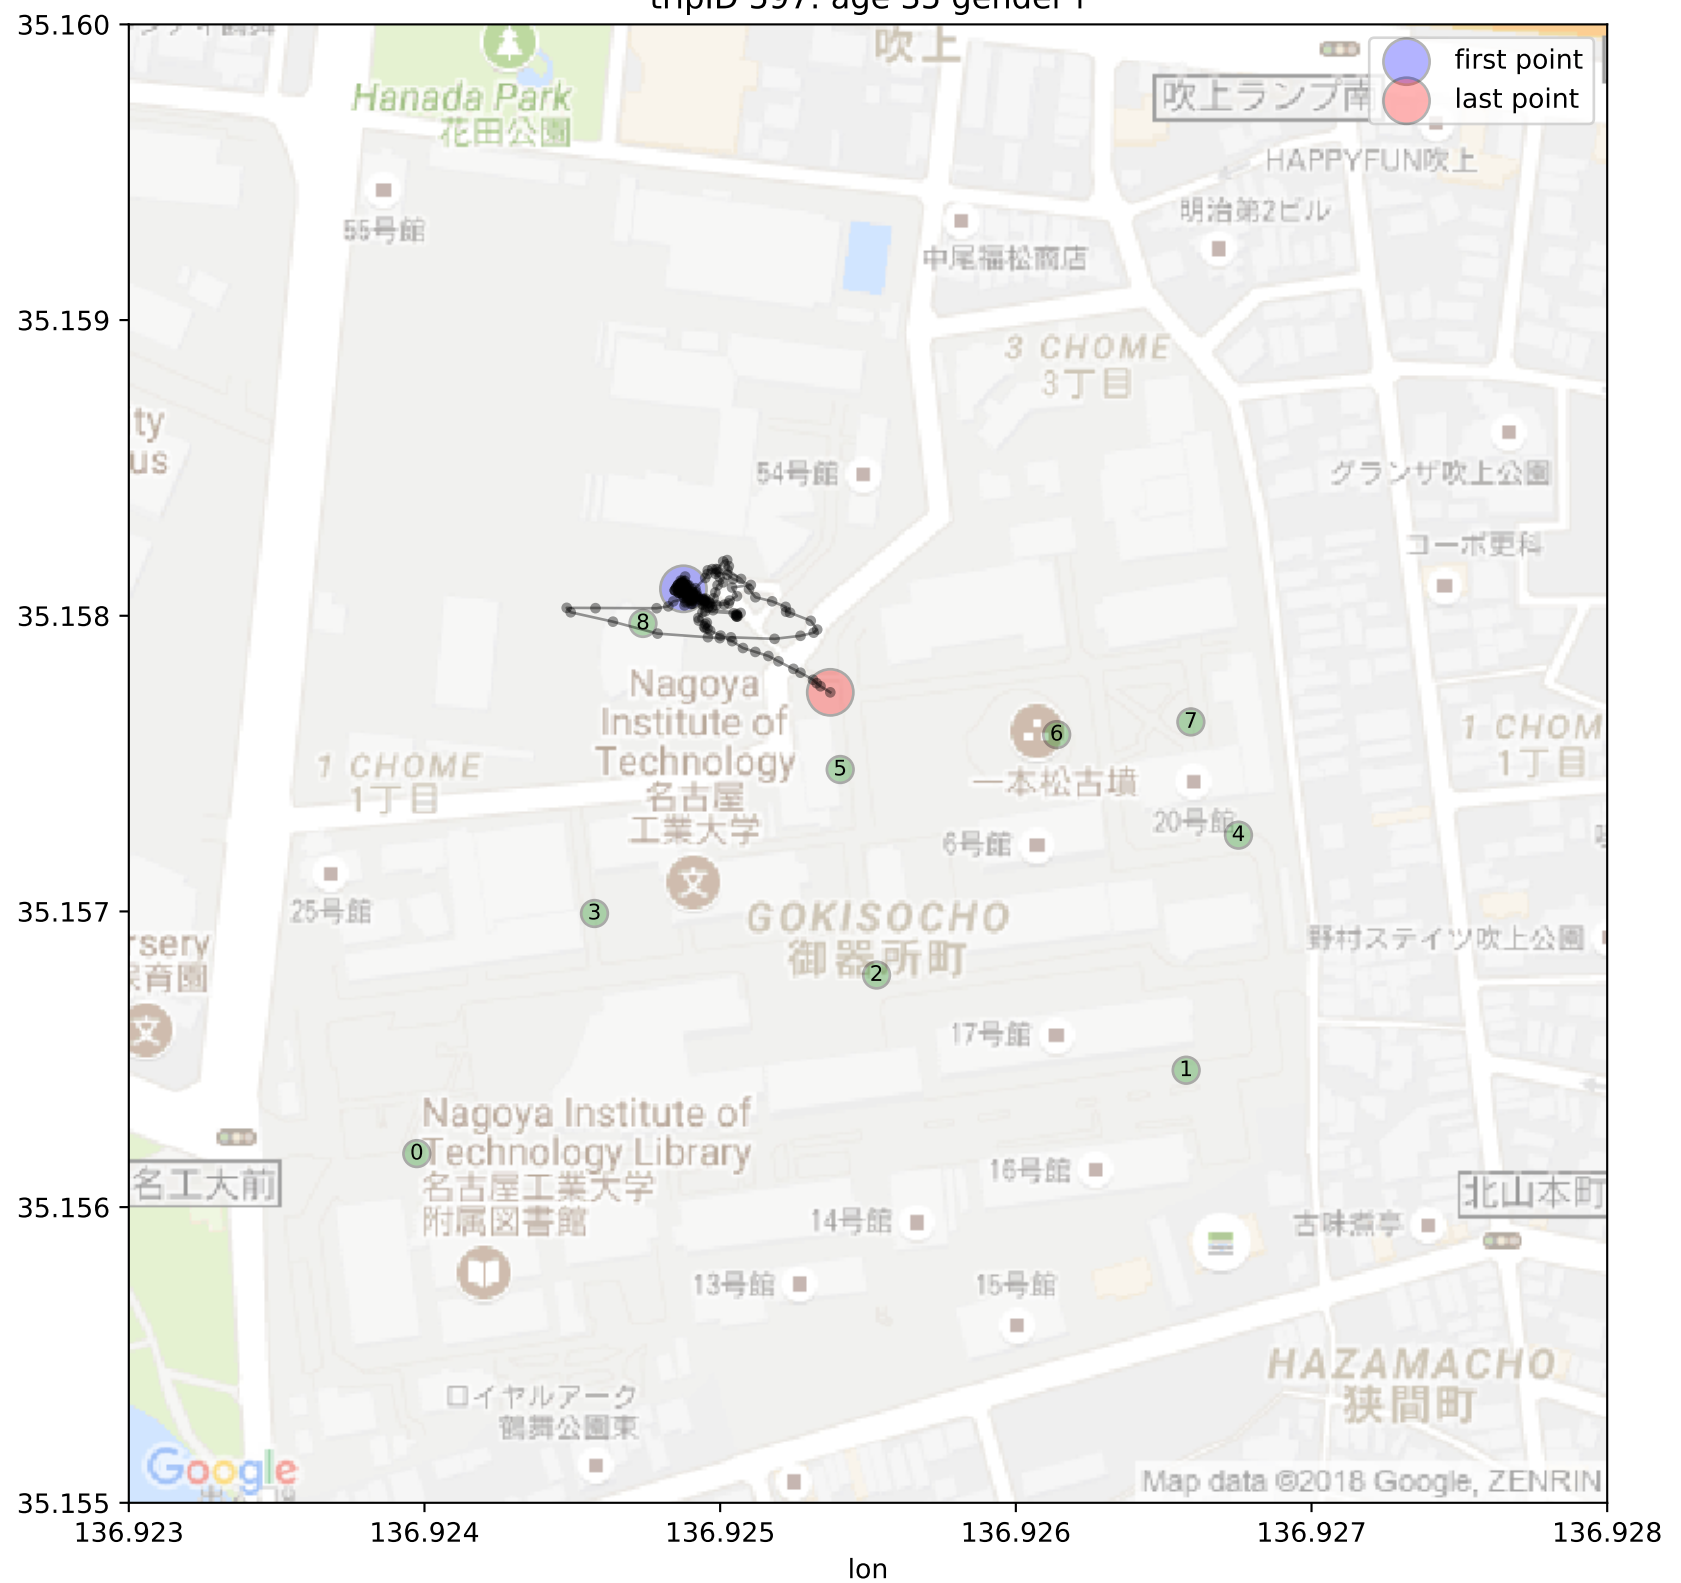 35.160
35.159
35.158
35.157
35.156
35.155
136.923
136.924
136.925
136.926
136.927
136.928
lon
first point
last point
吹上
吹上ランプ南
Hanada Park
花田公園
HAPPYFUN吹上
明治第2ビル
55号館
中尾福松商店
3 CHOME
3丁目
ty
us
54号館
グランザ吹上公園
コーポ更科
8
Nagoya
Institute of
Technology
名古屋
工業大学
7
6
5
一本松古墳
1 CHOM
1丁目
1 CHOME
1丁目
20号館
4
6号館
25号館
3
GOKISOCHO
御器所町
野村ステイツ吹上公園
rsery
育園
2
17号館
1
Nagoya Institute of
Technology Library
名古屋工業大学
附属図書館
0
名工大前
16号館
北山本町
14号館
古味煮亭
13号館
15号館
HAZAMACHO
狭間町
ロイヤルアーク
鶴舞公園東
Google
Map data ©2018 Google, ZENRIN